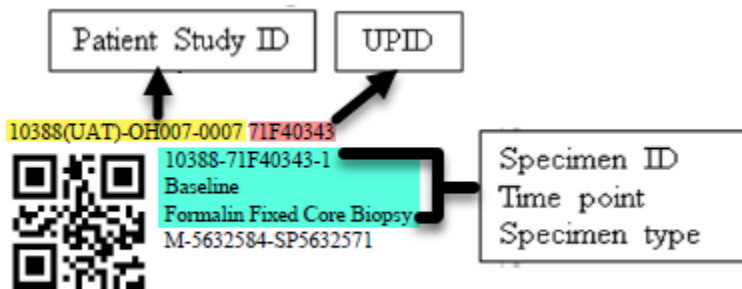 Patient Study ID
UPID
10388(UAT)-OH007-0007 71F40343
10388-71F40343-1
Baseline
Formalin Fixed Core Biopsy
M-5632584-SP5632571
Specimen ID
Time point
Specimen type